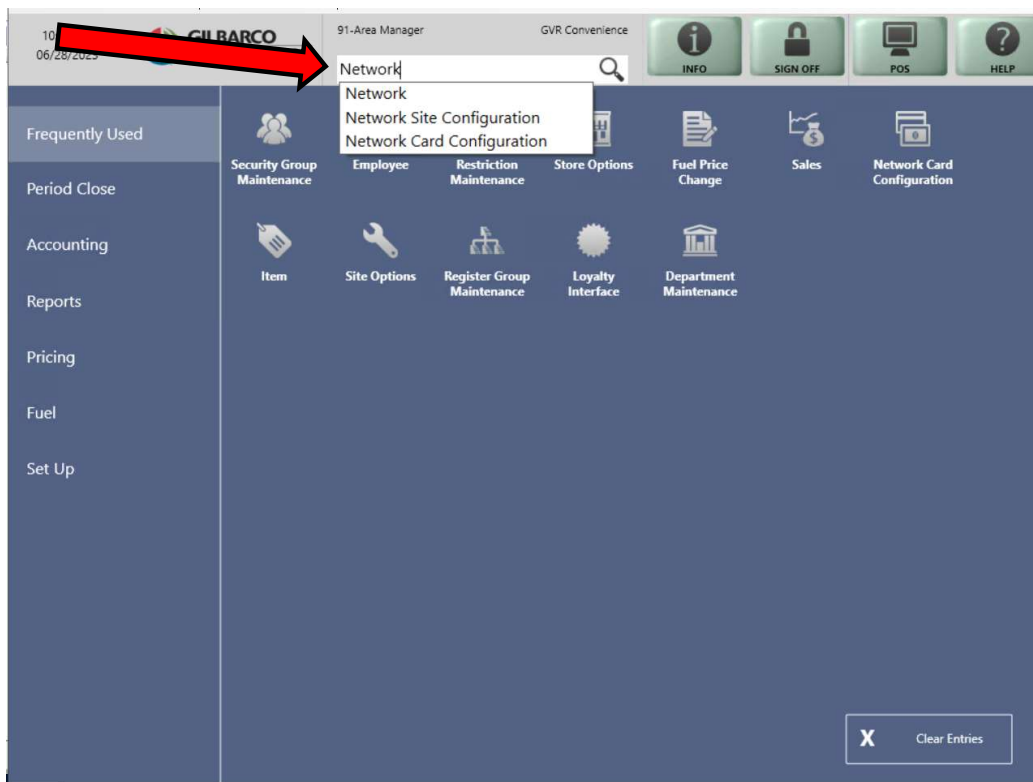 10
06/28/2023
GILBARCO
91-Area Manager
GVR Convenience
Network
INFO
SIGN OFF
POS
HELP
Network
Network Site Configuration
Network Card Configuration
Frequently Used
Period Close
Accounting
Reports
Pricing
Fuel
Set Up
Security Group
Maintenance
Employee
Restriction
Maintenance
Store Options
Fuel Price
Change
Sales
Network Card
Configuration
Item
Site Options
Register Group
Maintenance
Loyalty
Interface
Department
Maintenance
X Clear Entries